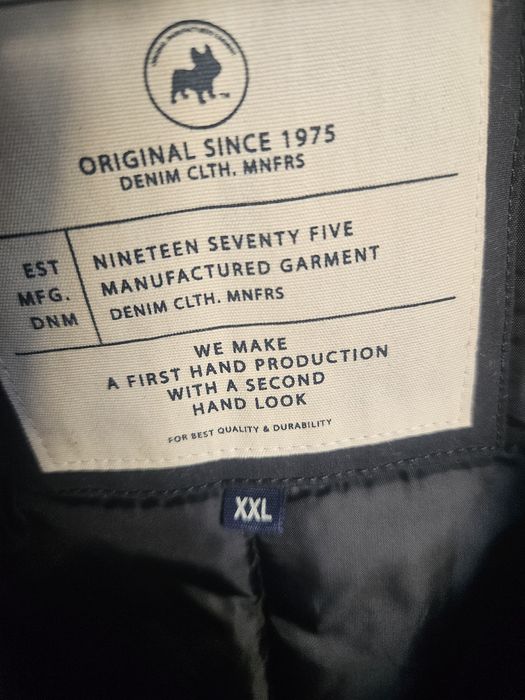 ORIGINAL SINCE 1975
DENIM CLTH. MNFRS
EST
MFG.
DNM
NINETEEN SEVENTY FIVE
MANUFACTURED GARMENT
DENIM CLTH. MNFRS
WE MAKE
A FIRST HAND PRODUCTION
WITH A SECOND
HAND LOOK
FOR BEST QUALITY & DURABILITY
XXL